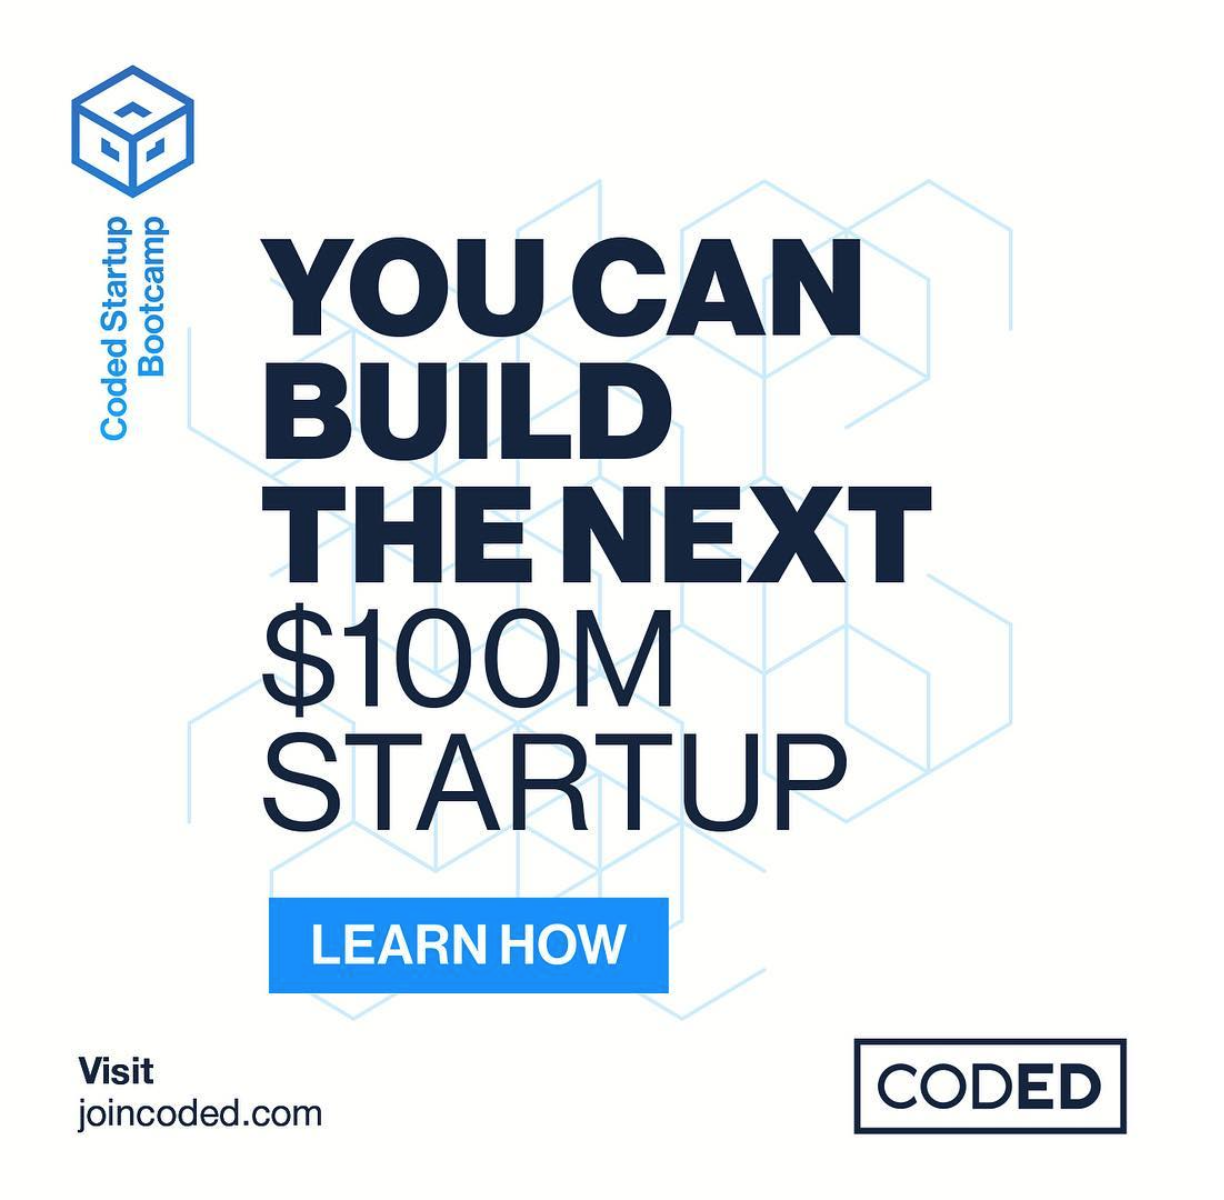 Coded Startup
Bootcamp
YOU CAN
BUILD
THE NEXT
$100M
STARTUP
LEARN HOW
Visit
joincoded.com
CODED